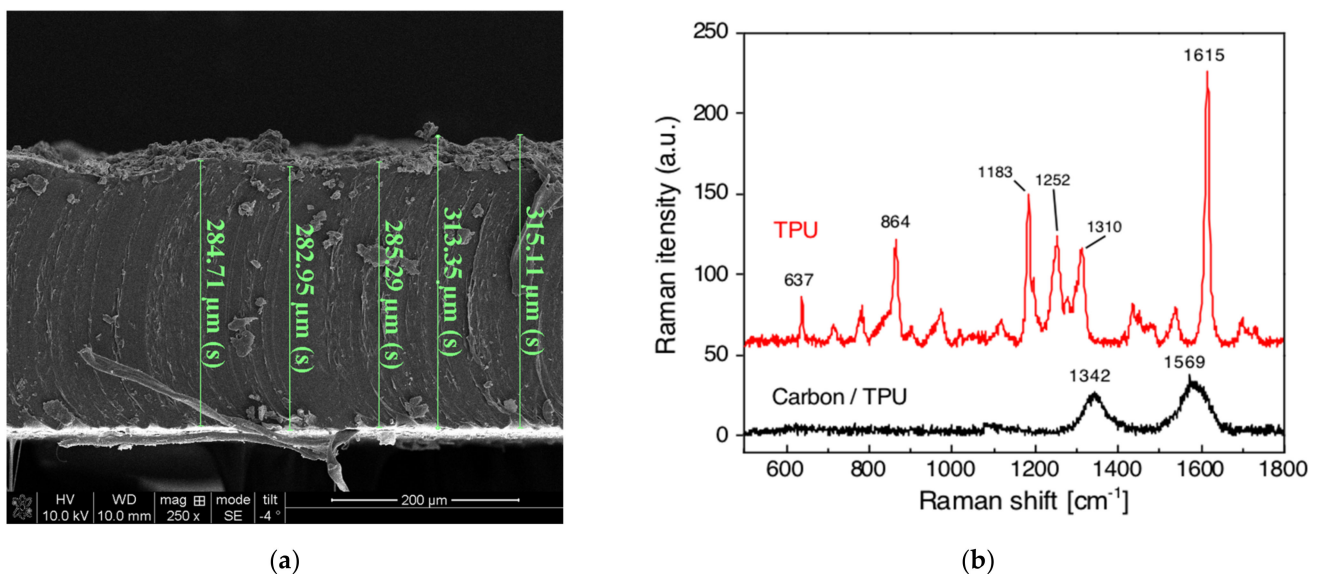 284.71 µm (s)
282.95 µm (s)
285.29 µm (s)
313.35 µm (s)
315.11 µm (s)
HV
WD
mag
mode
tilt
10.0 kV
10.0 mm
250 x
SE
-4 °
200 µm
(a)
250
200
150
100
50
0
Raman itensity (a.u.)
TPU
637
864
1183
1252
1310
1615
Carbon / TPU
1342
1569
600
800
1000
1200
1400
1600
1800
Raman shift [cm⁻¹]
(b)